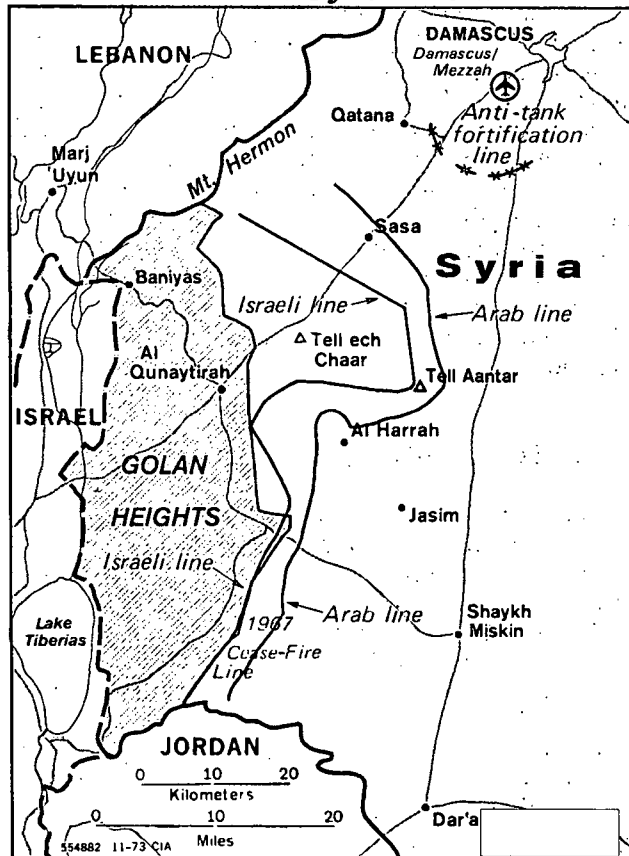 DAMASCUS
Damascus/
Mezzah
LEBANON
Qatana
Anti-tank
fortification
line
Marj
'Uyun
Mt. Hermon
Sasa
Syria
Baniyas
Israeli line
Arab line
Tell ech
Chaar
Al
Qunaytirah
Tell Aantar
ISRAEL
Al Harrah
GOLAN
HEIGHTS
Jasim
Israeli line
Arab line
Shaykh
Miskin
Lake
Tiberias
1967
Cease-Fire
Line
JORDAN
0 10 20
Kilometers
Dar'a
0 10 20
Miles
554882 11-73 CIA